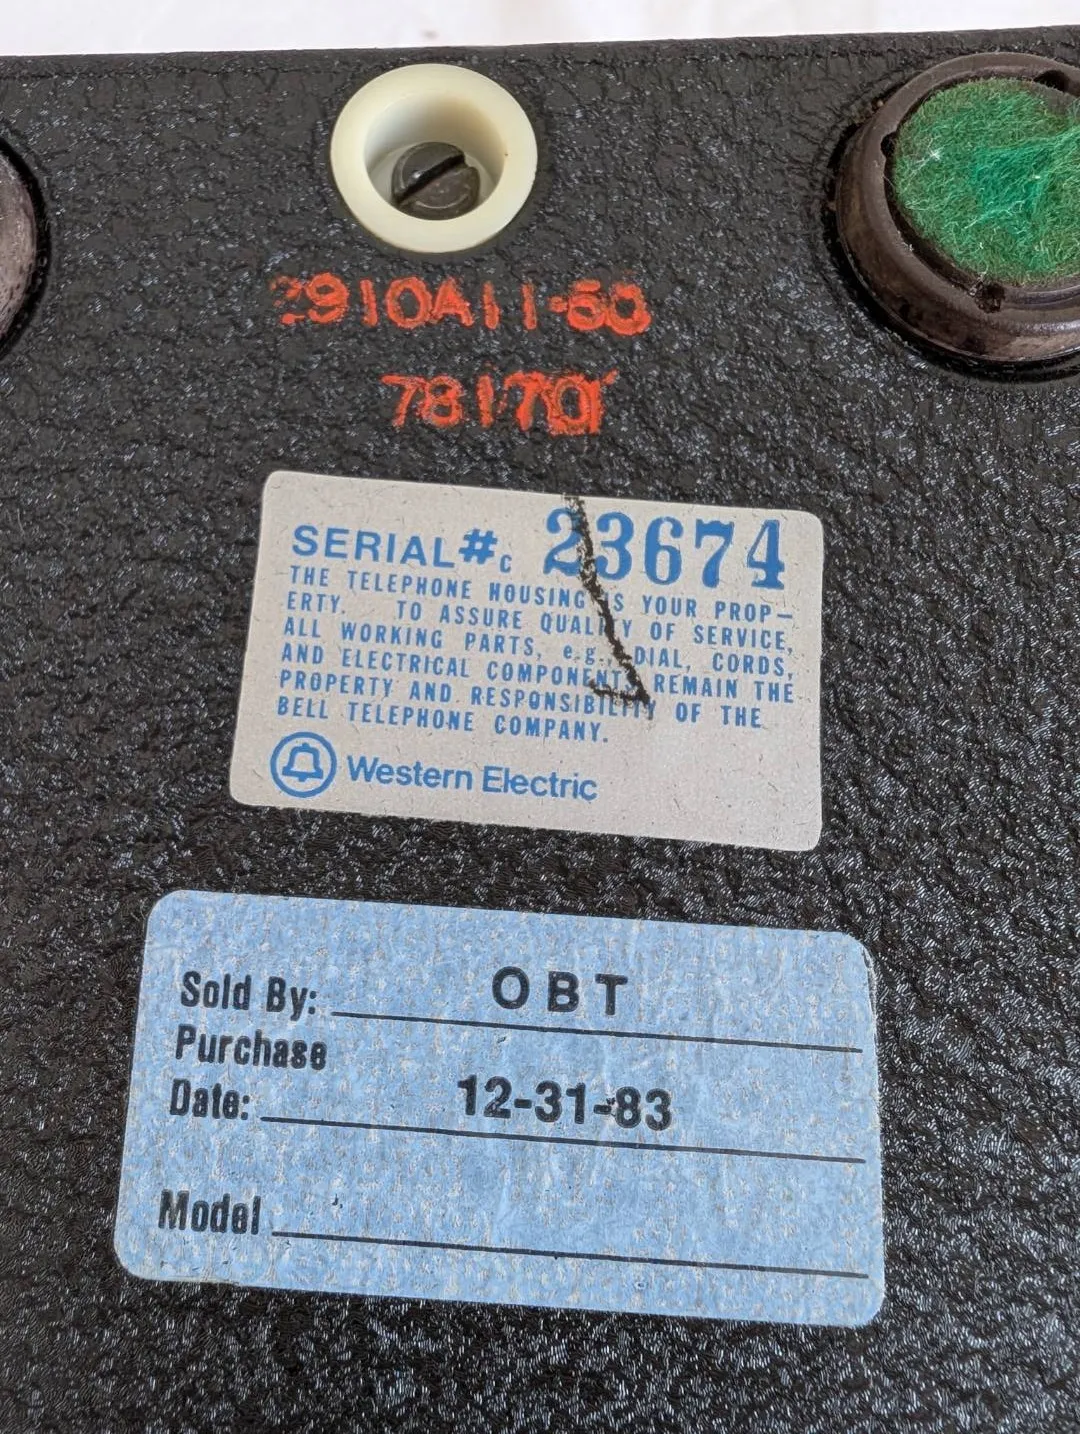 2910A11-50
781701
SERIAL #c 23674
THE TELEPHONE HOUSING IS YOUR PROP-
ERTY. TO ASSURE QUALITY OF SERVICE,
ALL WORKING PARTS, e.g., DIAL, CORDS,
AND ELECTRICAL COMPONENTS REMAIN THE
PROPERTY AND RESPONSIBILITY OF THE
BELL TELEPHONE COMPANY.
Western Electric
Sold By: OBT
Purchase
Date: 12-31-83
Model